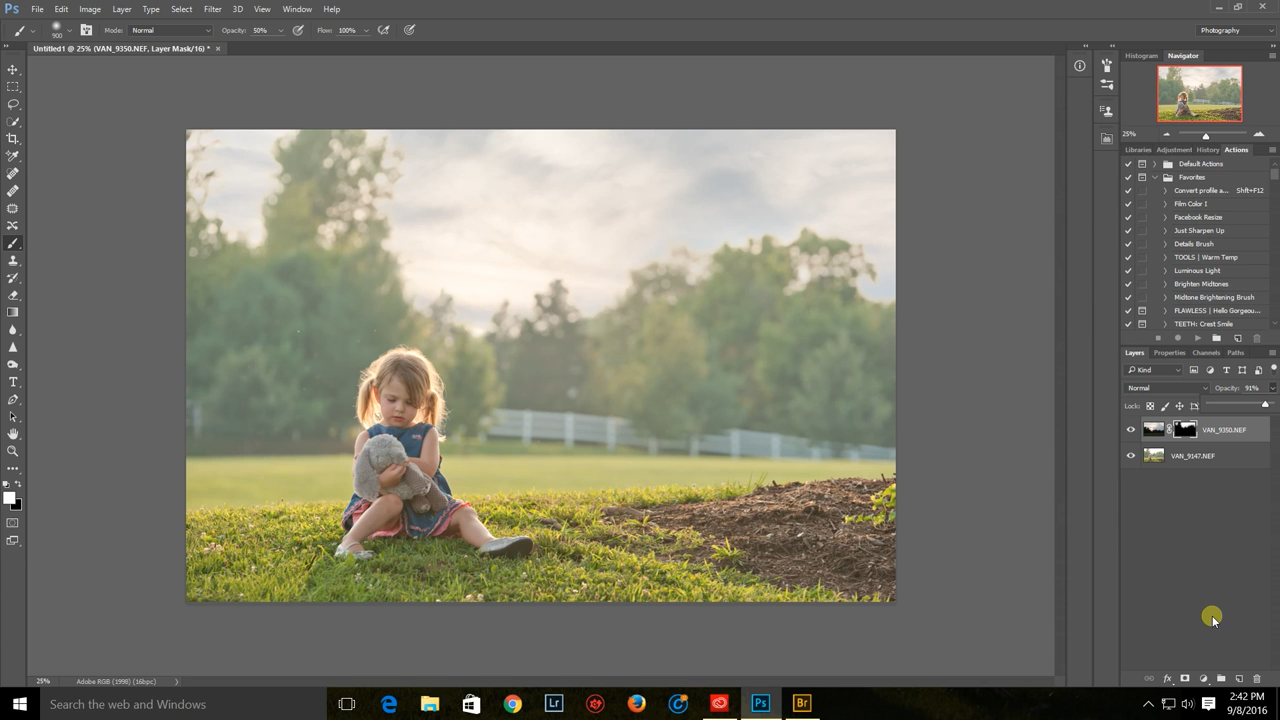 Ps File Edit Image Layer Type Select Filter 3D View Window Help
900 Mode: Normal Opacity: 50% Flow: 100% Photography
Untitled1 @ 25% (VAN_9350.NEF, Layer Mask/16) * ×
Histogram Navigator
25%
Libraries Adjustment History Actions
Default Actions
Favorites
Convert profile a... Shft+F12
Film Color I
Facebook Resize
Just Sharpen Up
Details Brush
TOOLS | Warm Temp
Luminous Light
Brighten Midtones
Midtone Brightening Brush
FLAWLESS | Hello Gorgeou...
TEETH: Crest Smile
Layers Properties Channels Paths
Kind
Normal Opacity: 91%
Lock:
VAN_9350.NEF
VAN_9147.NEF
25% Adobe RGB (1998) (16bpc)
Search the web and Windows
Lr Ps Br
2:42 PM
9/8/2016